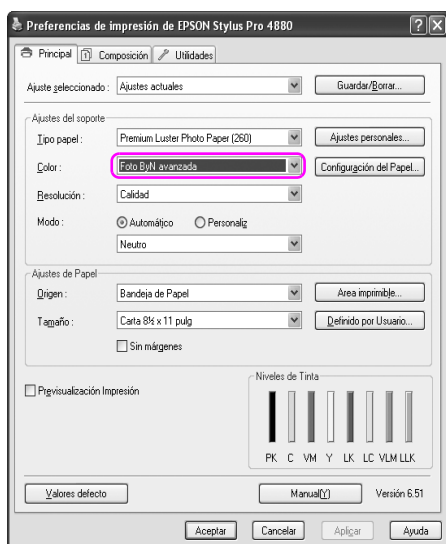 Preferencias de impresión de EPSON Stylus Pro 4880
Principal Composición Utilidades
Ajuste seleccionado : Ajustes actuales Guardar/Borrar...
Ajustes del soporte
Tipo papel : Premium Luster Photo Paper (260) Ajustes personales...
Color : Foto ByN avanzada Configuración del Papel...
Resolución : Calidad
Modo : Automático Personaliz
Neutro
Ajustes de Papel
Origen : Bandeja de Papel Area imprimible...
Tamaño : Carta 8½ x 11 pulg Definido por Usuario...
Sin márgenes
Niveles de Tinta
Previsualización Impresión
PK C VM Y LK LC VLM LLK
Valores defecto Manual(Y) Versión 6.51
Aceptar Cancelar Aplicar Ayuda